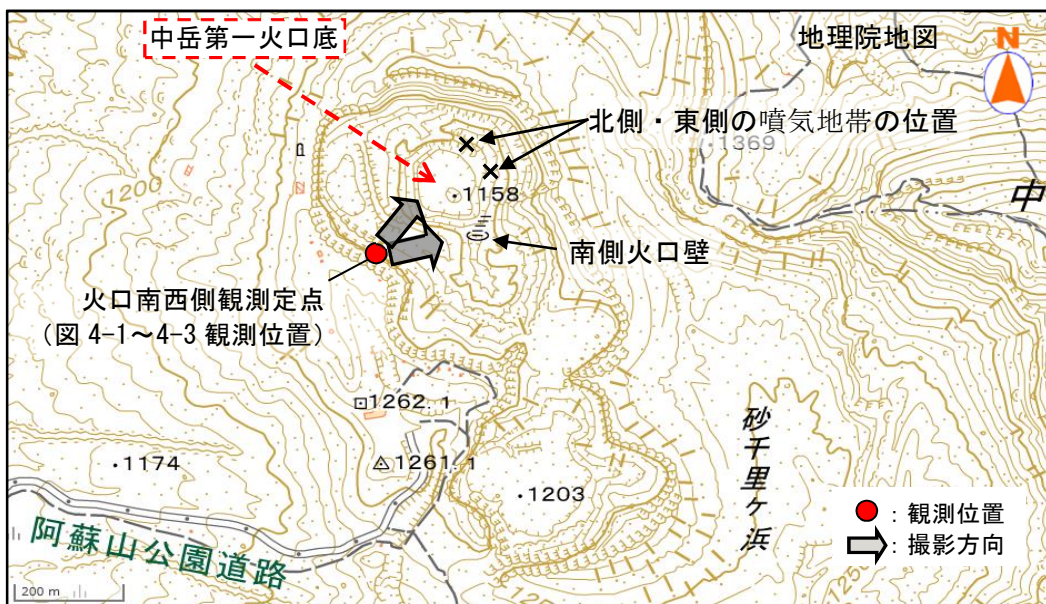 中岳第一火口底
地理院地図
N
北側・東側の噴気地帯の位置
1369
1200
1158
中
南側火口壁
火口南西側観測定点
（図 4-1～4-3 観測位置）
1262.1
砂千里ヶ浜
1174
1261.1
1203
：観測位置
阿蘇山公園道路
：撮影方向
200 m